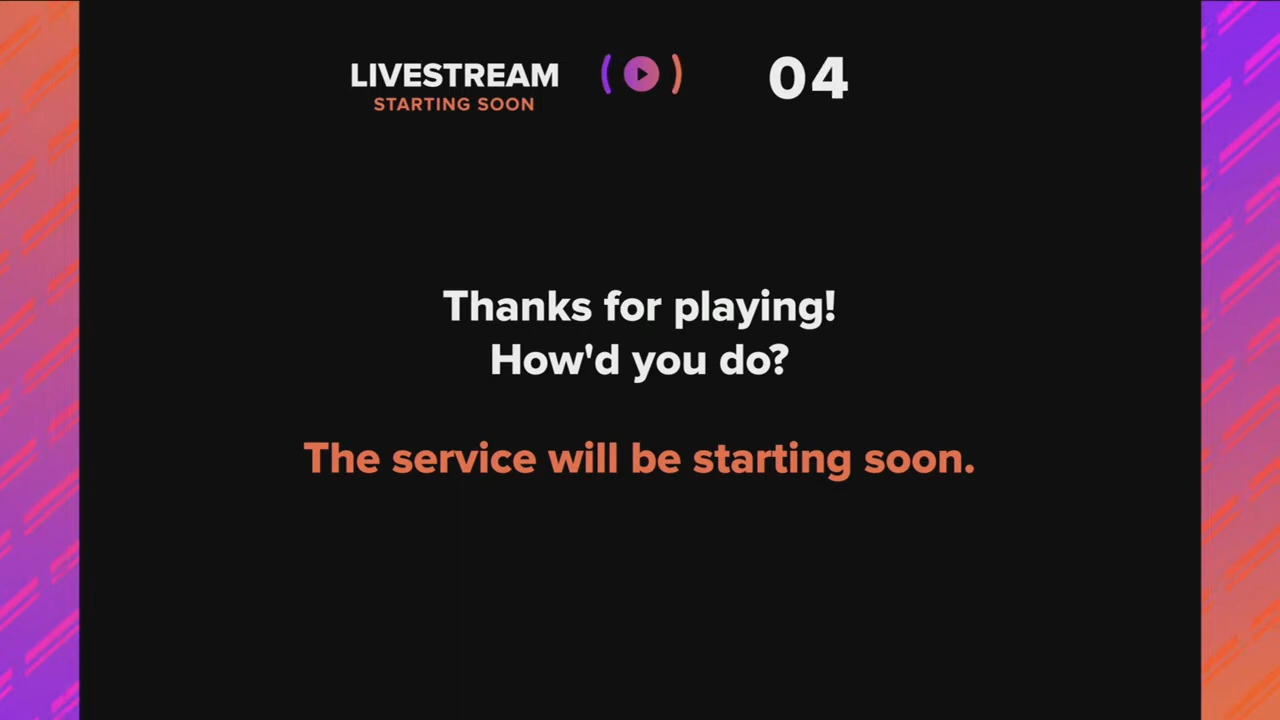 LIVESTREAM
STARTING SOON
04
Thanks for playing!
How'd you do?
The service will be starting soon.